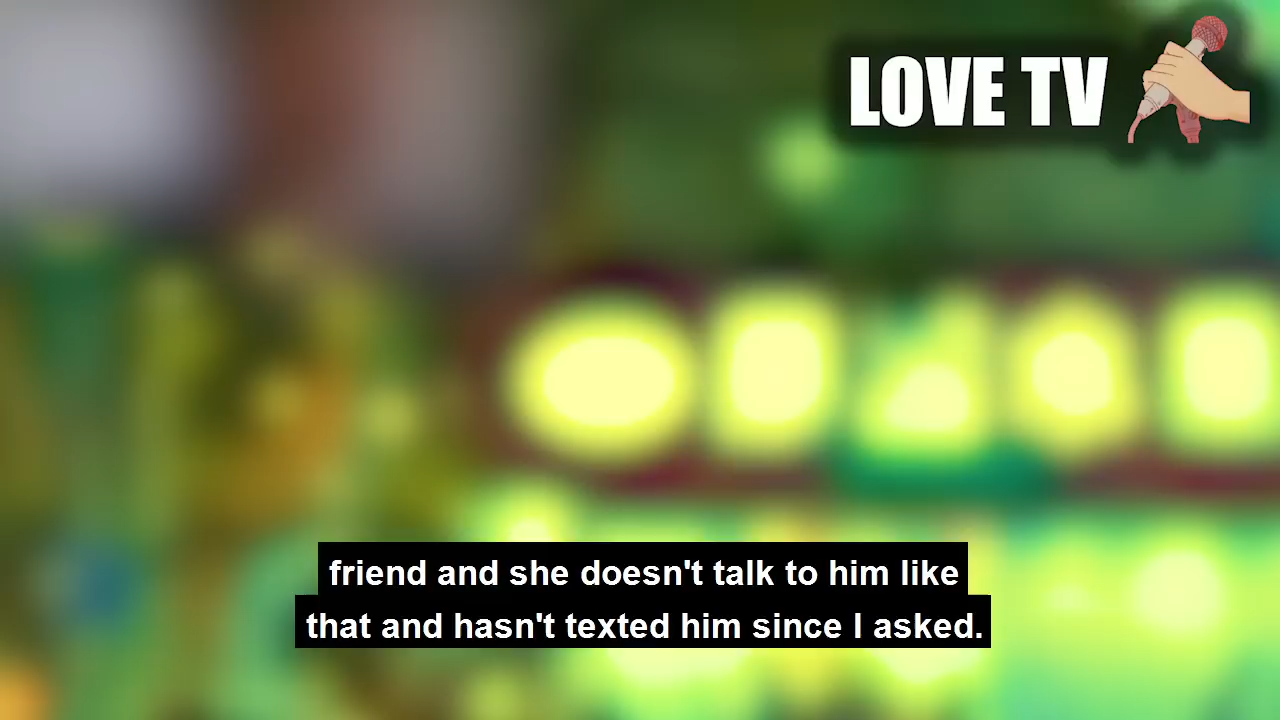 LOVE TV
friend and she doesn't talk to him like
that and hasn't texted him since I asked.